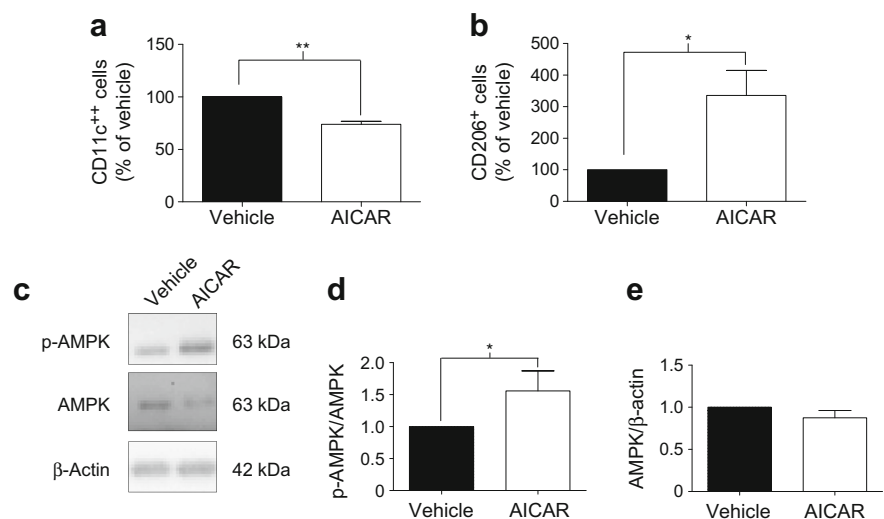 a
CD11c++ cells
(% of vehicle)
150
100
50
0
**
Vehicle
AICAR
b
CD206+ cells
(% of vehicle)
500
400
300
200
100
0
*
Vehicle
AICAR
c
Vehicle
AICAR
p-AMPK
63 kDa
AMPK
63 kDa
β-Actin
42 kDa
d
p-AMPK/AMPK
2.0
1.5
1.0
0.5
0
*
Vehicle
AICAR
e
AMPK/β-actin
1.5
1.0
0.5
0
Vehicle
AICAR